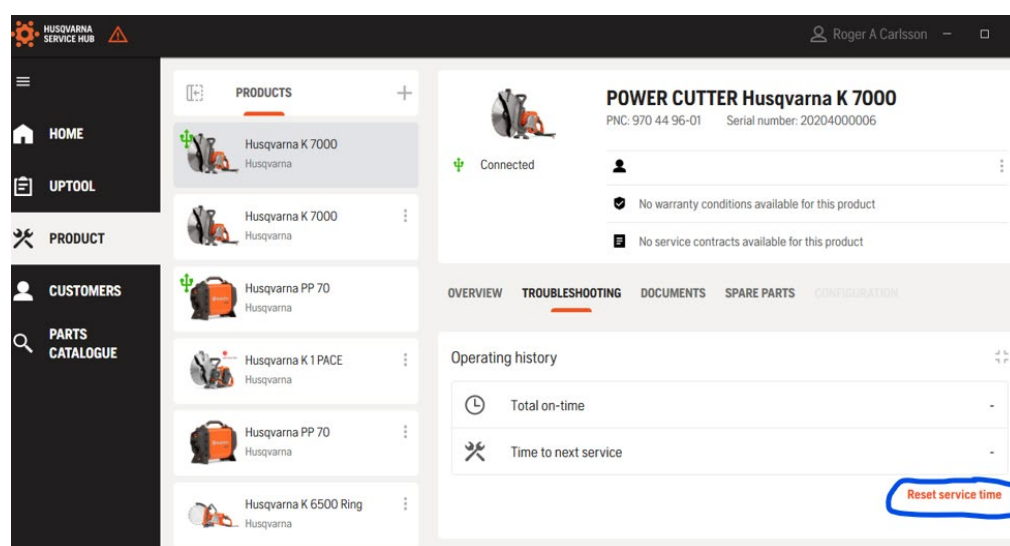 HUSQVARNA
SERVICE HUB
Roger A Carlsson
HOME
UPTOOL
PRODUCT
CUSTOMERS
PARTS
CATALOGUE
PRODUCTS
Husqvarna K 7000
Husqvarna
Husqvarna K 7000
Husqvarna
Husqvarna PP 70
Husqvarna
Husqvarna K 1 PACE
Husqvarna
Husqvarna PP 70
Husqvarna
Husqvarna K 6500 Ring
Husqvarna
POWER CUTTER Husqvarna K 7000
PNC: 970 44 96-01 Serial number: 20204000006
Connected
No warranty conditions available for this product
No service contracts available for this product
OVERVIEW TROUBLESHOOTING DOCUMENTS SPARE PARTS CONFIGURATION
Operating history
Total on-time -
Time to next service -
Reset service time